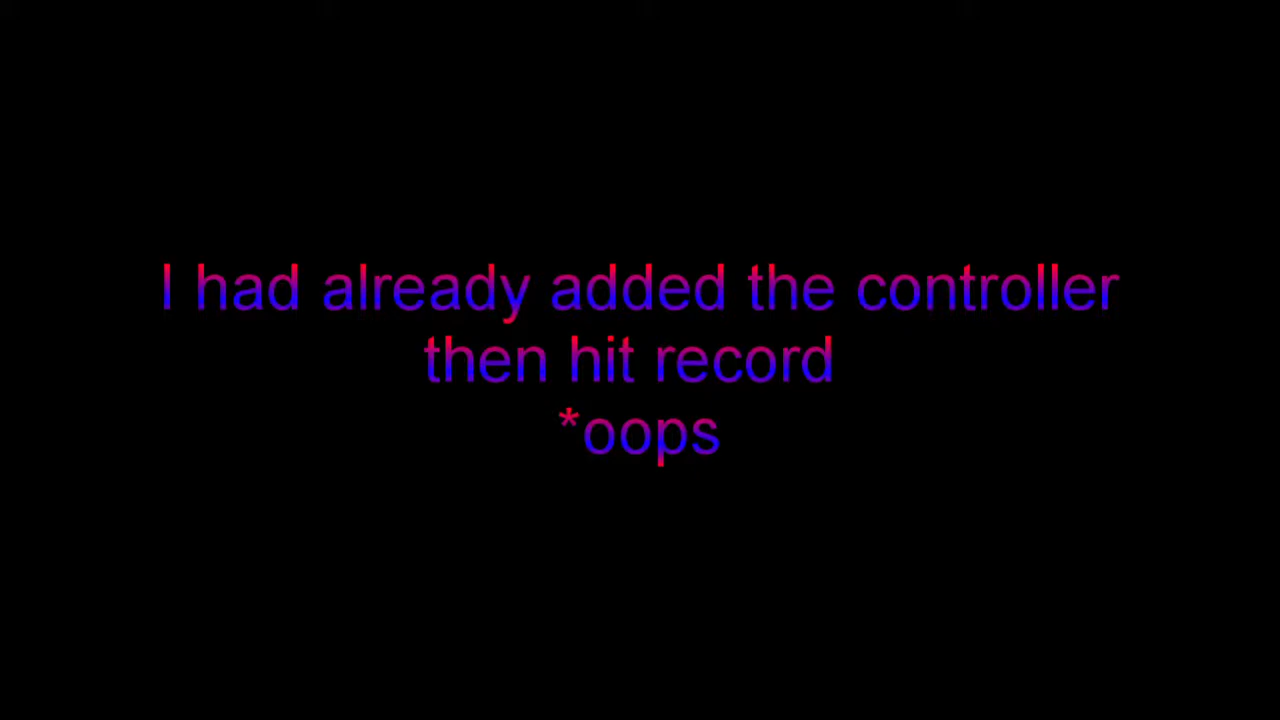 I had already added the controller
then hit record
*oops